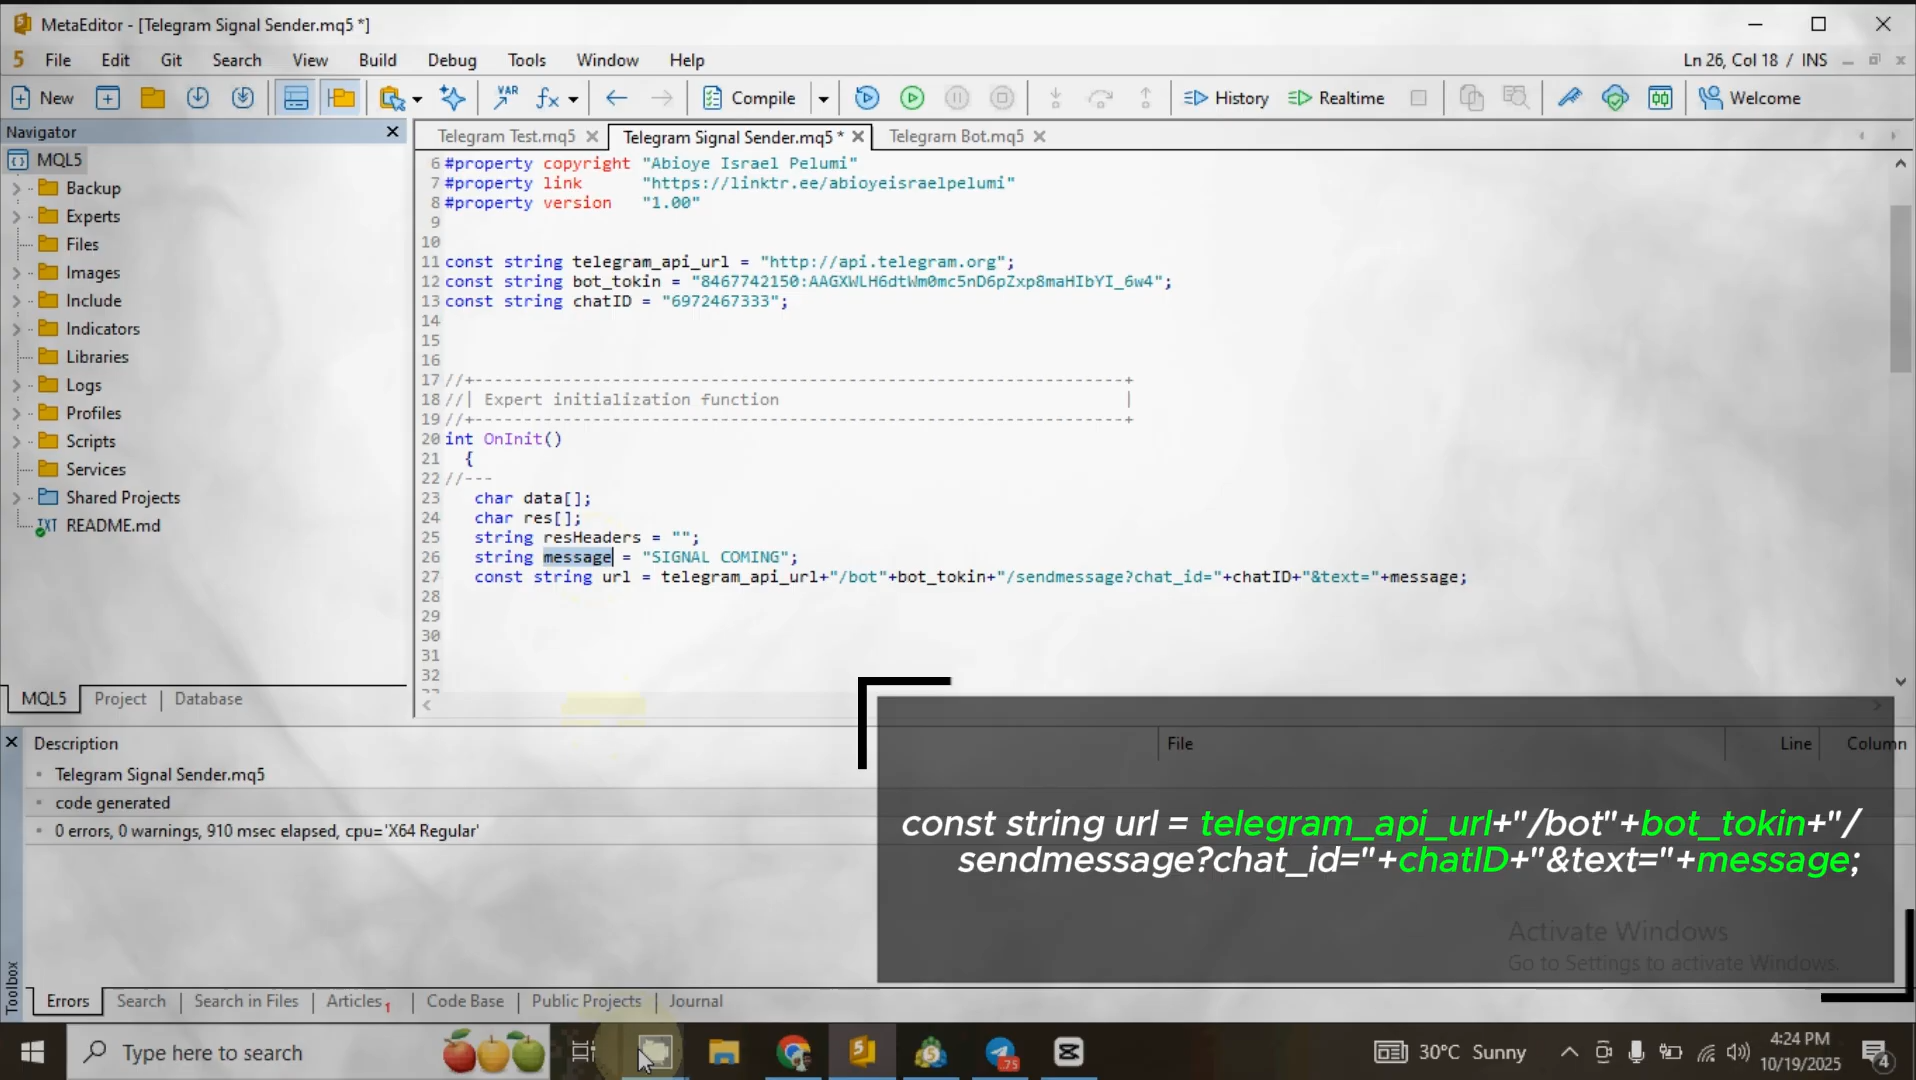 MetaEditor - [Telegram Signal Sender.mq5 *]
File Edit Git Search View Build Debug Tools Window Help
Ln 26, Col 18 / INS
New VAR fx Compile History Realtime Welcome
Navigator
Telegram Test.mq5 Telegram Signal Sender.mq5 * Telegram Bot.mq5
MQL5
Backup
Experts
Files
Images
Include
Indicators
Libraries
Logs
Profiles
Scripts
Services
Shared Projects
TXT README.md
MQL5 Project Database
6 #property copyright "Abioye Israel Pelumi"
7 #property link "https://linktr.ee/abioyeisraelpelumi"
8 #property version "1.00"
9
10
11 const string telegram_api_url = "http://api.telegram.org";
12 const string bot_tokin = "8467742150:AAGXWLH6dtWm0mc5nD6pZxp8maHIbYI_6w4";
13 const string chatID = "6972467333";
14
15
16
17 //+------------------------------------------------------------------+
18 //| Expert initialization function |
19 //+------------------------------------------------------------------+
20 int OnInit()
21 {
22 //---
23 char data[];
24 char res[];
25 string resHeaders = "";
26 string message = "SIGNAL COMING";
27 const string url = telegram_api_url+"/bot"+bot_tokin+"/sendmessage?chat_id="+chatID+"&text="+message;
28
29
30
31
32
Description File Line Column
Telegram Signal Sender.mq5
code generated
0 errors, 0 warnings, 910 msec elapsed, cpu='X64 Regular'
const string url = telegram_api_url+"/bot"+bot_tokin+"/
sendmessage?chat_id="+chatID+"&text="+message;
Activate Windows
Go to Settings to activate Windows.
Toolbox
Errors Search Search in Files Articles 1 Code Base Public Projects Journal
Type here to search
75
30°C Sunny
4:24 PM
10/19/2025
4